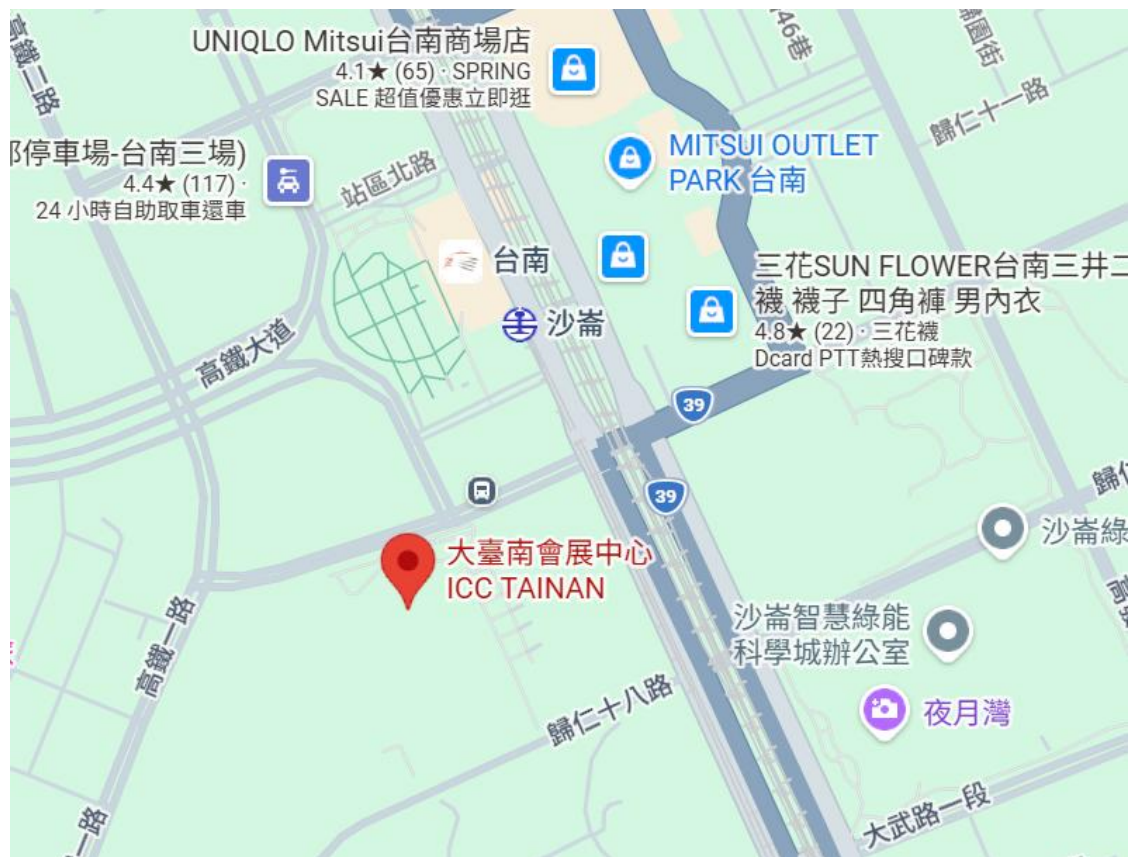 高鐵二路
UNIQLO Mitsui台南商場店
4.1★ (65) · SPRING
SALE 超值優惠立即逛
46巷
歸園街
歸仁十一路
停車場-台南三場)
4.4★ (117) ·
24 小時自助取車還車
站區北路
MITSUI OUTLET
PARK 台南
台南
沙崙
三花SUN FLOWER台南三井二
襪 襪子 四角褲 男內衣
4.8★ (22) · 三花襪
Dcard PTT熱搜口碑款
高鐵大道
39
39
歸仁
沙崙綠
大臺南會展中心
ICC TAINAN
高鐵一路
沙崙智慧綠能
科學城辦公室
夜月灣
歸仁十八路
大武路一段
一路